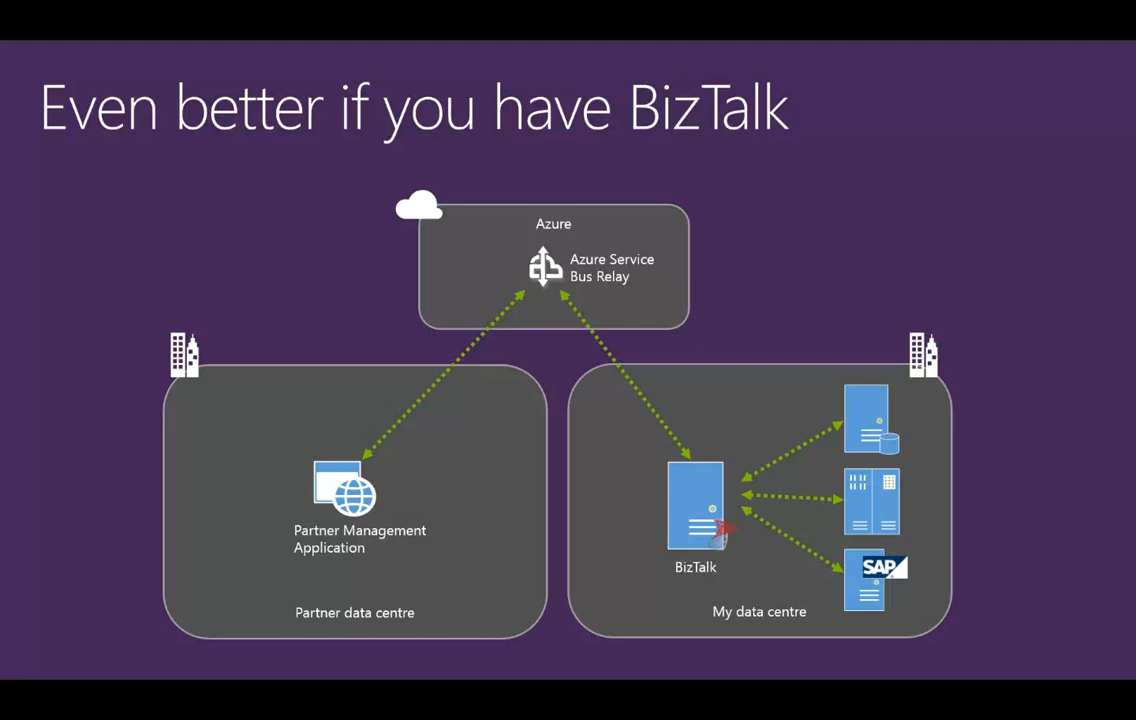 Even better if you have BizTalk
Azure
Azure Service
Bus Relay
Partner Management
Application
Partner data centre
BizTalk
SAP
My data centre